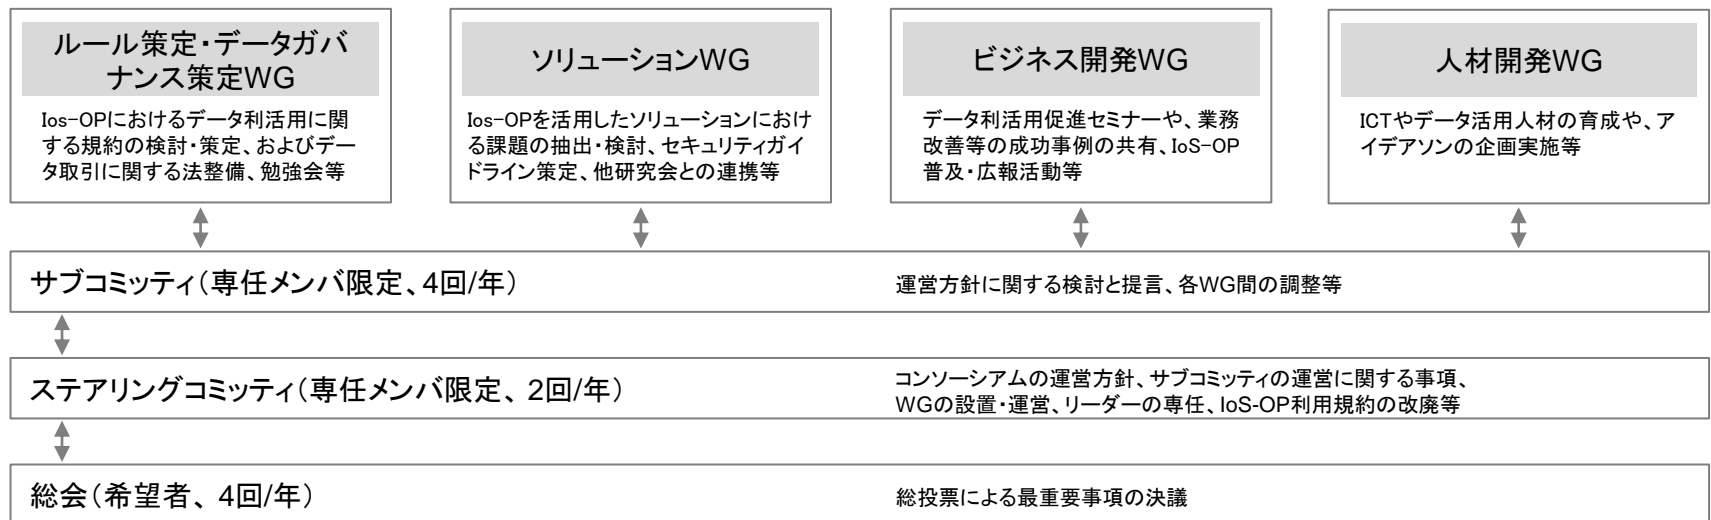 ルール策定・データガバ
ナンス策定WG
Ios-OPにおけるデータ利活用に関
する規約の検討・策定、およびデー
タ取引に関する法整備、勉強会等
ソリューションWG
Ios-OPを活用したソリューションにおけ
る課題の抽出・検討、セキュリティガイ
ドライン策定、他研究会との連携等
ビジネス開発WG
データ利活用促進セミナーや、業務
改善等の成功事例の共有、IoS-OP
普及・広報活動等
人材開発WG
ICTやデータ活用人材の育成や、ア
イデアソンの企画実施等
サブコミッティ(専任メンバ限定、4回/年)
運営方針に関する検討と提言、各WG間の調整等
ステアリングコミッティ(専任メンバ限定、 2回/年)
コンソーシアムの運営方針、サブコミッティの運営に関する事項、
WGの設置・運営、リーダーの専任、IoS-OP利用規約の改廃等
総会(希望者、 4回/年)
総投票による最重要事項の決議